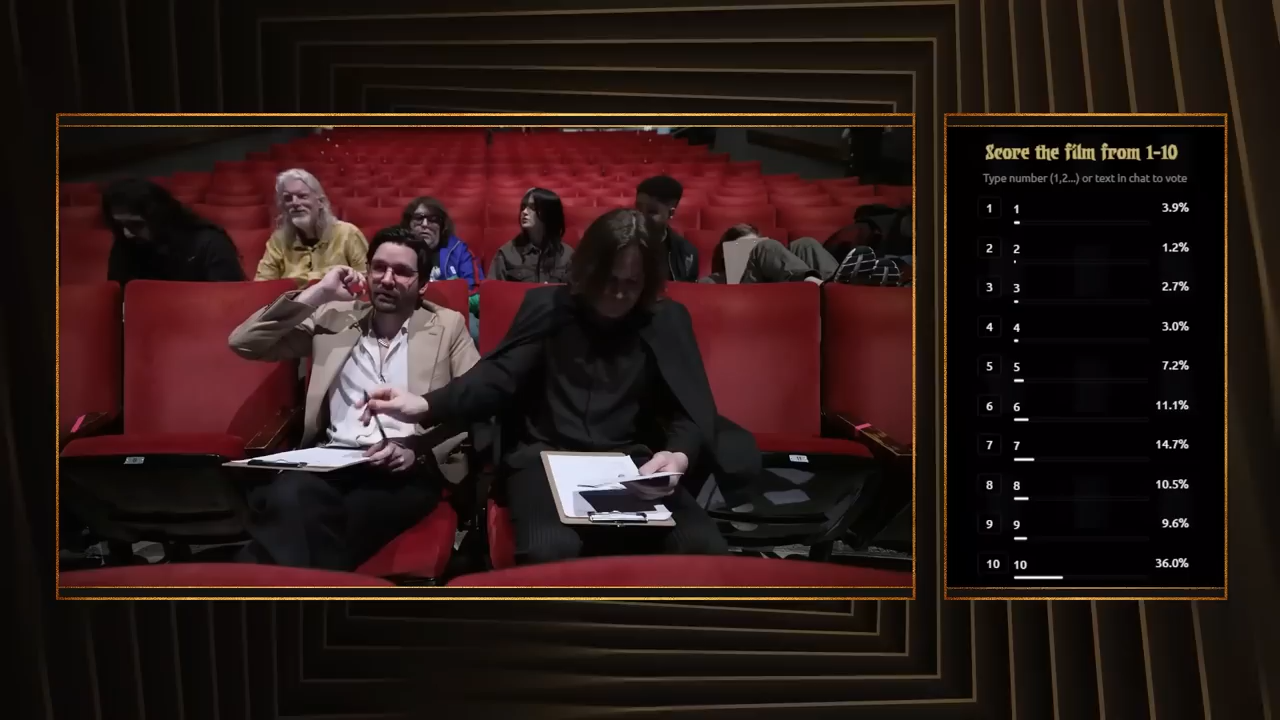 Score the film from 1-10
Type number (1,2...) or text in chat to vote
1 1 3.9%
2 2 1.2%
3 3 2.7%
4 4 3.0%
5 5 7.2%
6 6 11.1%
7 7 14.7%
8 8 10.5%
9 9 9.6%
10 10 36.0%